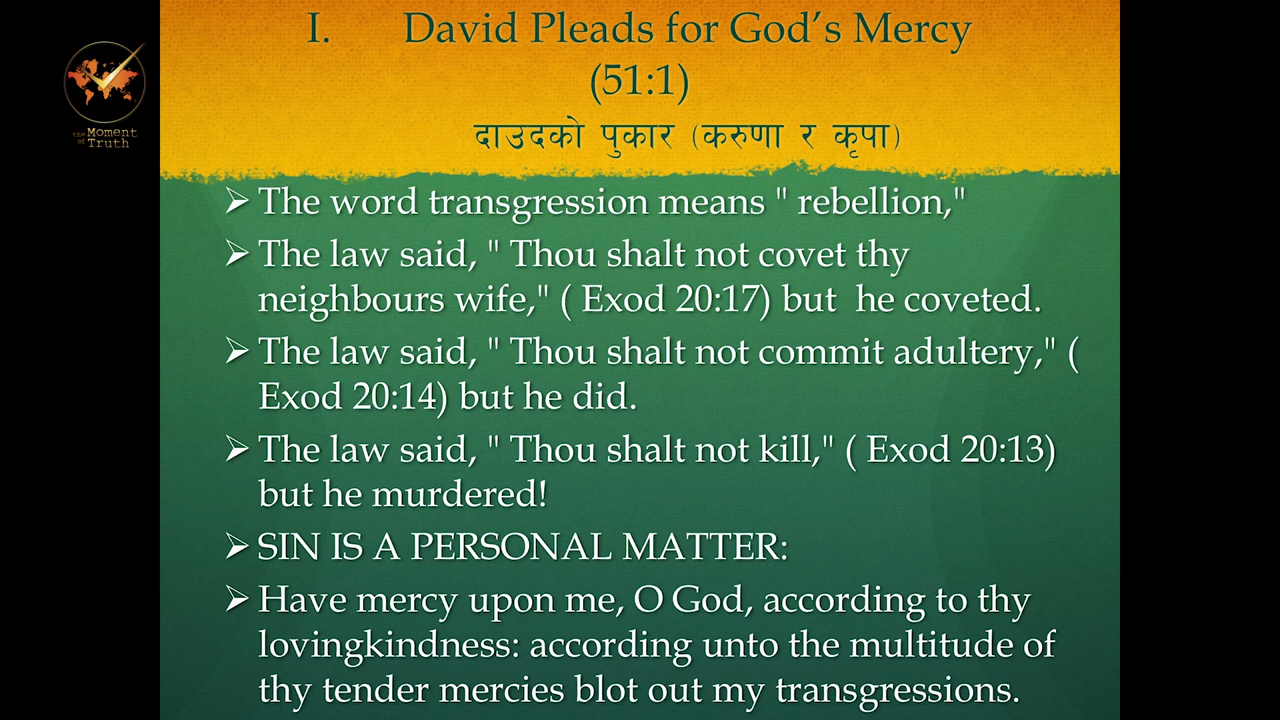 I. David Pleads for God’s Mercy
(51:1)
दाउदको पुकार (करुणा र कृपा)
the Moment
of Truth
➢ The word transgression means " rebellion,"
➢ The law said, " Thou shalt not covet thy
neighbours wife," ( Exod 20:17) but he coveted.
➢ The law said, " Thou shalt not commit adultery," (
Exod 20:14) but he did.
➢ The law said, " Thou shalt not kill," ( Exod 20:13)
but he murdered!
➢ SIN IS A PERSONAL MATTER:
➢ Have mercy upon me, O God, according to thy
lovingkindness: according unto the multitude of
thy tender mercies blot out my transgressions.